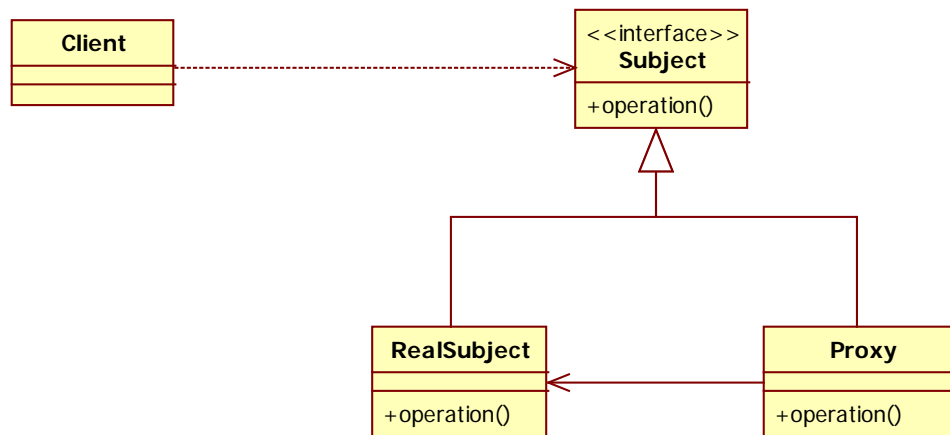 Client
<<interface>>
Subject
+operation()
RealSubject
+operation()
Proxy
+operation()